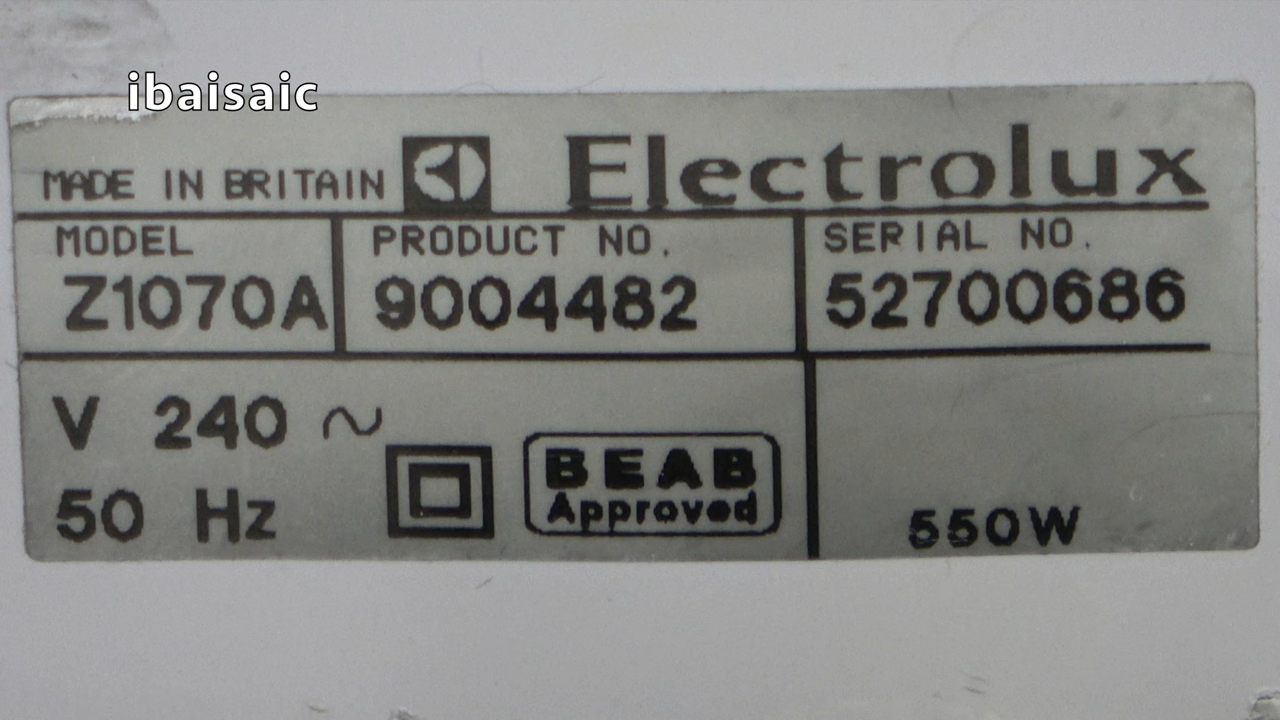 ibaisaic
MADE IN BRITAIN Electrolux
MODEL PRODUCT NO. SERIAL NO.
Z1070A 9004482 52700686
V 240 ~
50 Hz
BEAB
Approved
550W